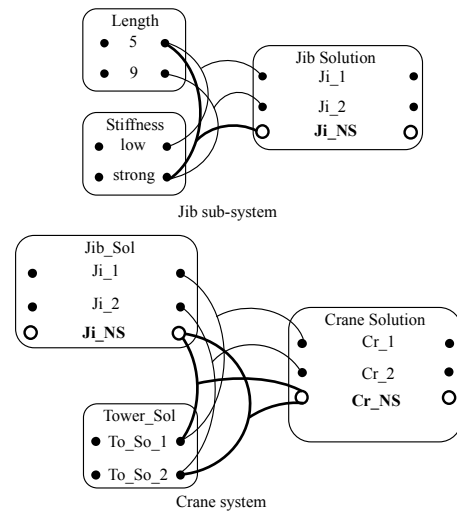 Length
5
9
Stiffness
low
strong
Jib Solution
Ji_1
Ji_2
Ji_NS
Jib sub-system
Jib_Sol
Ji_1
Ji_2
Ji_NS
Tower_Sol
To_So_1
To_So_2
Crane Solution
Cr_1
Cr_2
Cr_NS
Crane system